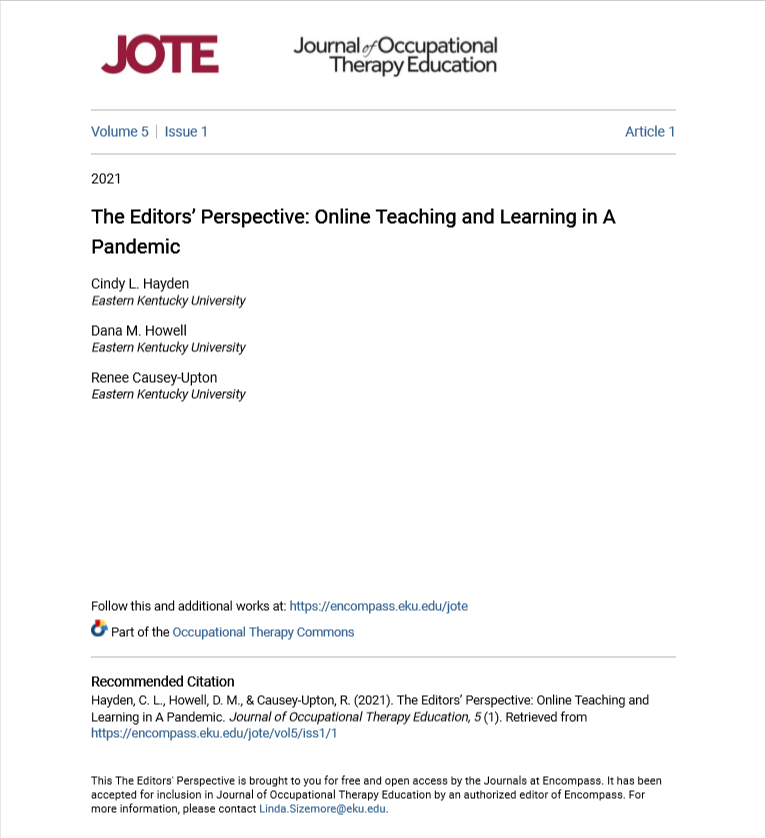 JOTE
Journal of Occupational
Therapy Education
Volume 5 | Issue 1
Article 1
2021
The Editors’ Perspective: Online Teaching and Learning in A
Pandemic
Cindy L. Hayden
Eastern Kentucky University
Dana M. Howell
Eastern Kentucky University
Renee Causey-Upton
Eastern Kentucky University
Follow this and additional works at: https://encompass.eku.edu/jote
Part of the Occupational Therapy Commons
Recommended Citation
Hayden, C. L., Howell, D. M., & Causey-Upton, R. (2021). The Editors’ Perspective: Online Teaching and
Learning in A Pandemic. Journal of Occupational Therapy Education, 5 (1). Retrieved from
https://encompass.eku.edu/jote/vol5/iss1/1
This The Editors' Perspective is brought to you for free and open access by the Journals at Encompass. It has been
accepted for inclusion in Journal of Occupational Therapy Education by an authorized editor of Encompass. For
more information, please contact Linda.Sizemore@eku.edu.